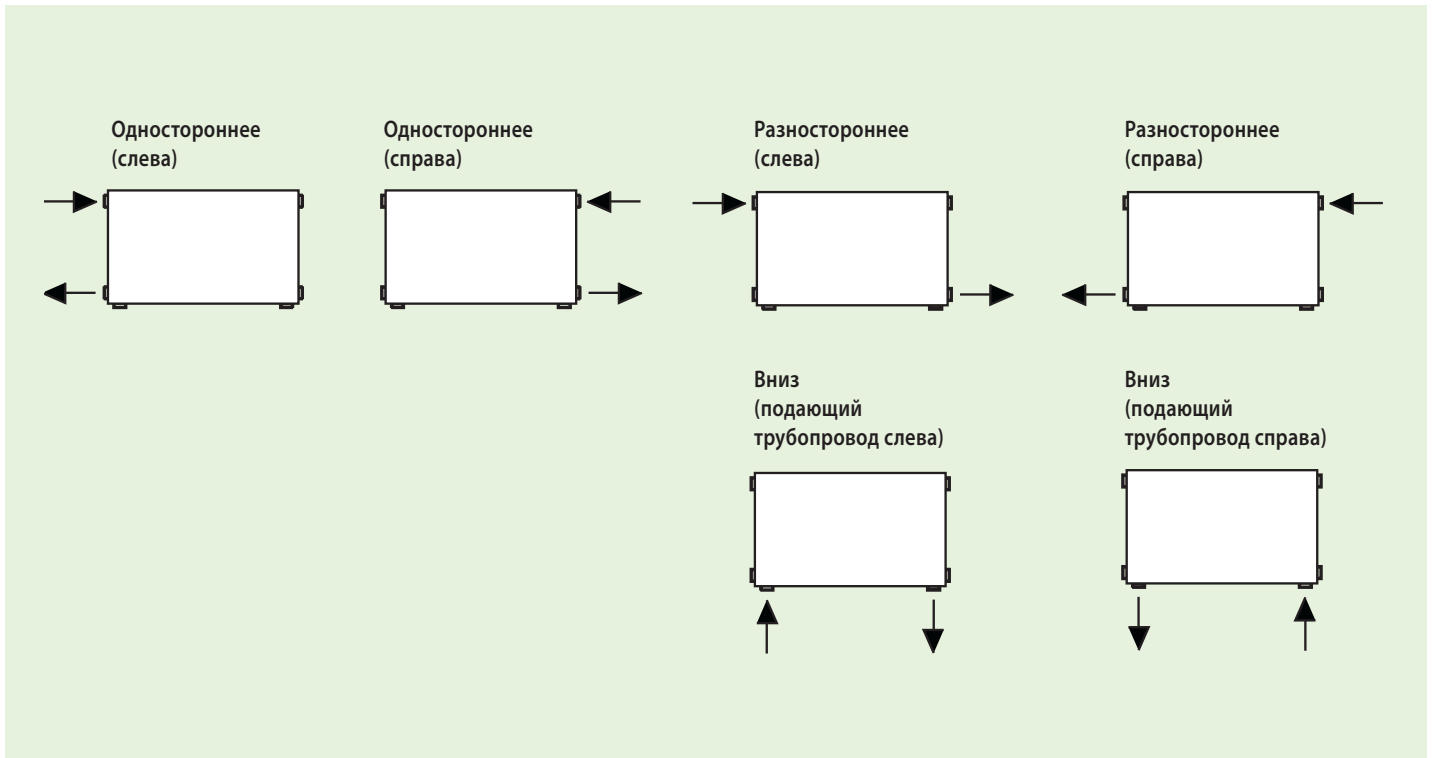 Одностороннее
(слева)
Одностороннее
(справа)
Разностороннее
(слева)
Разностороннее
(справа)
Вниз
(подающий
трубопровод слева)
Вниз
(подающий
трубопровод справа)